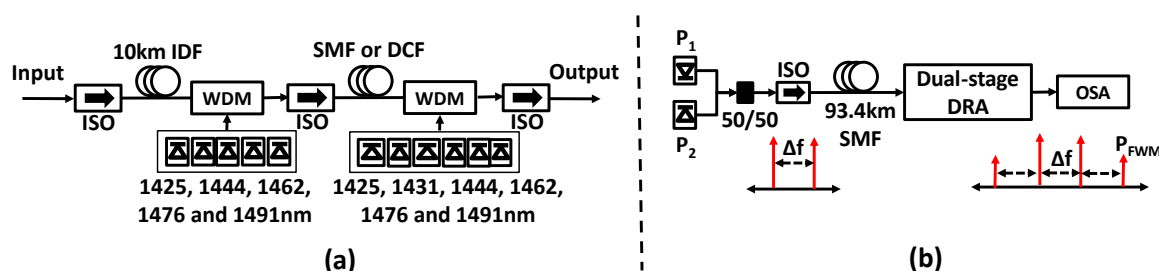 10km IDF
SMF or DCF
Input
Output
WDM
WDM
ISO
ISO
ISO
1425, 1444, 1462,
1476 and 1491nm
1425, 1431, 1444, 1462,
1476 and 1491nm
(a)
P1
P2
50/50
ISO
93.4km
SMF
Dual-stage
DRA
OSA
Δf
Δf
PFWM
(b)